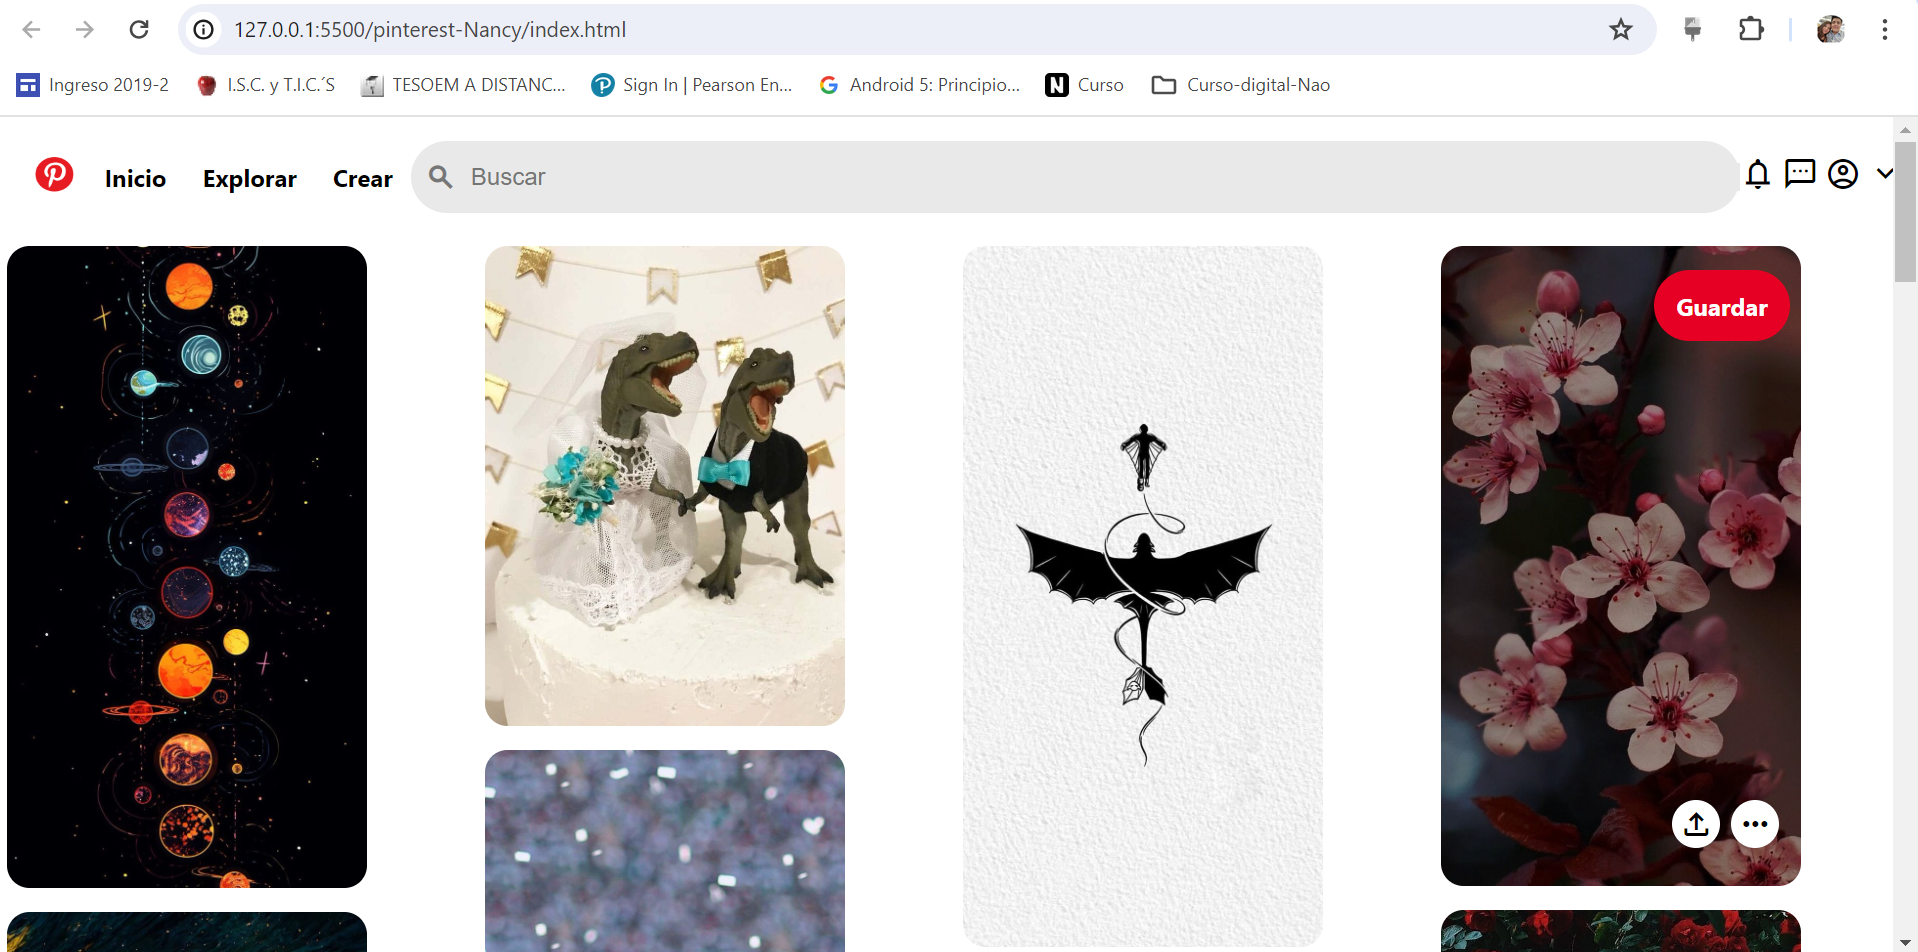 127.0.0.1:5500/pinterest-Nancy/index.html
Ingreso 2019-2 I.S.C. y T.I.C.´S TESOEM A DISTANC... Sign In | Pearson En... Android 5: Principio... Curso Curso-digital-Nao
Inicio Explorar Crear Buscar
Guardar